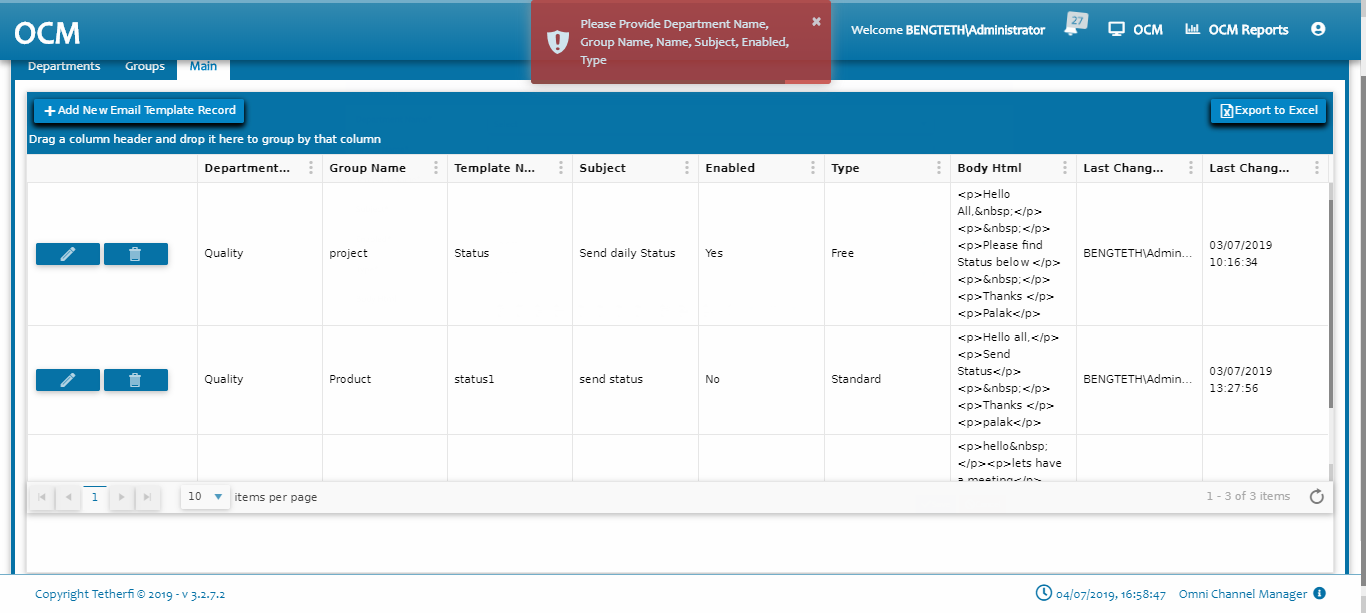 OCM
Please Provide Department Name,
Group Name, Name, Subject, Enabled,
Type
Welcome BENGTETH\Administrator
27
OCM
OCM Reports
Departments Groups Main
Add New Email Template Record
Export to Excel
Drag a column header and drop it here to group by that column
Department... Group Name Template N... Subject Enabled Type Body Html Last Chang... Last Chang...
Quality project Status Send daily Status Yes Free
<p>Hello
All,&nbsp;</p>
<p>&nbsp;</p>
<p>Please find
Status below </p>
<p>&nbsp;</p>
<p>Thanks </p>
<p>Palak</p>
BENGTETH\Admin...
03/07/2019
10:16:34
Quality Product status1 send status No Standard
<p>Hello all,</p>
<p>Send
Status</p>
<p>&nbsp;</p>
<p>Thanks </p>
<p>palak</p>
BENGTETH\Admin...
03/07/2019
13:27:56
<p>hello&nbsp;
</p><p>lets have
a meeting</p>
1
10 items per page
1 - 3 of 3 items
Copyright Tetherfi © 2019 - v 3.2.7.2
04/07/2019, 16:58:47 Omni Channel Manager